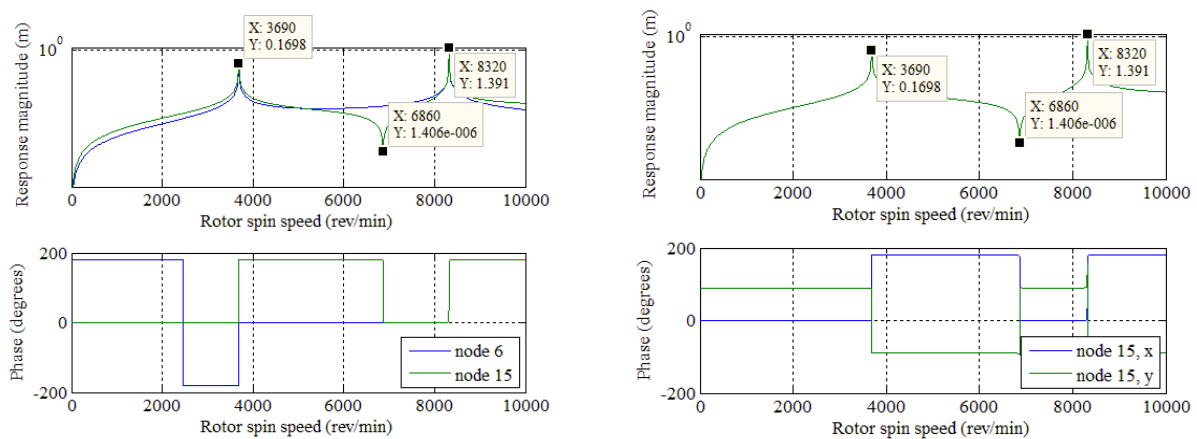 X: 3690
Y: 0.1698
10^0
X: 8320
Y: 1.391
X: 6860
Y: 1.406e-006
Response magnitude (m)
0
2000
4000
6000
8000
10000
Rotor spin speed (rev/min)
200
0
-200
Phase (degrees)
node 6
node 15
0
2000
4000
6000
8000
10000
Rotor spin speed (rev/min)
10^0
X: 3690
Y: 0.1698
X: 8320
Y: 1.391
X: 6860
Y: 1.406e-006
Response magnitude (m)
0
2000
4000
6000
8000
10000
Rotor spin speed (rev/min)
200
0
-200
Phase (degrees)
node 15, x
node 15, y
0
2000
4000
6000
8000
10000
Rotor spin speed (rev/min)